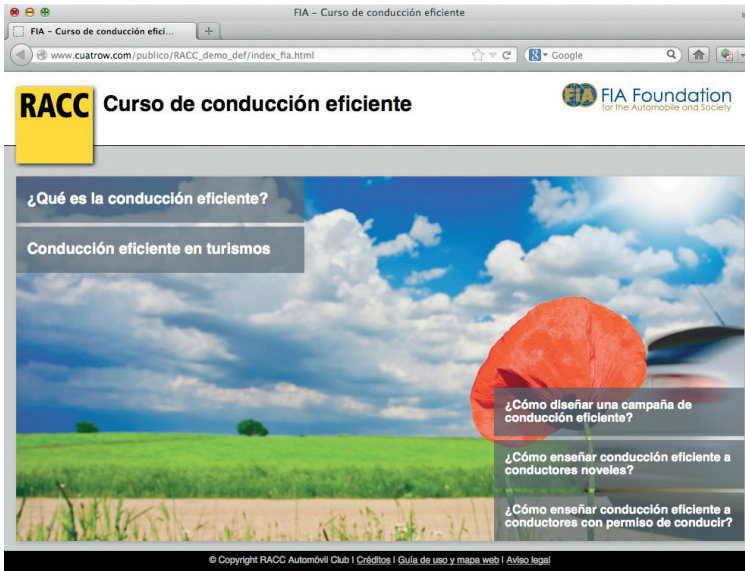 FIA – Curso de conducción eficiente
FIA – Curso de conducción efici...
www.cuatrow.com/publico/RACC_demo_def/index_fia.html
Google
RACC
Curso de conducción eficiente
FIA
FIA Foundation
for the Automobile and Society
¿Qué es la conducción eficiente?
Conducción eficiente en turismos
¿Cómo diseñar una campaña de
conducción eficiente?
¿Cómo enseñar conducción eficiente a
conductores noveles?
¿Cómo enseñar conducción eficiente a
conductores con permiso de conducir?
© Copyright RACC Automóvil Club | Créditos | Guía de uso y mapa web | Aviso legal